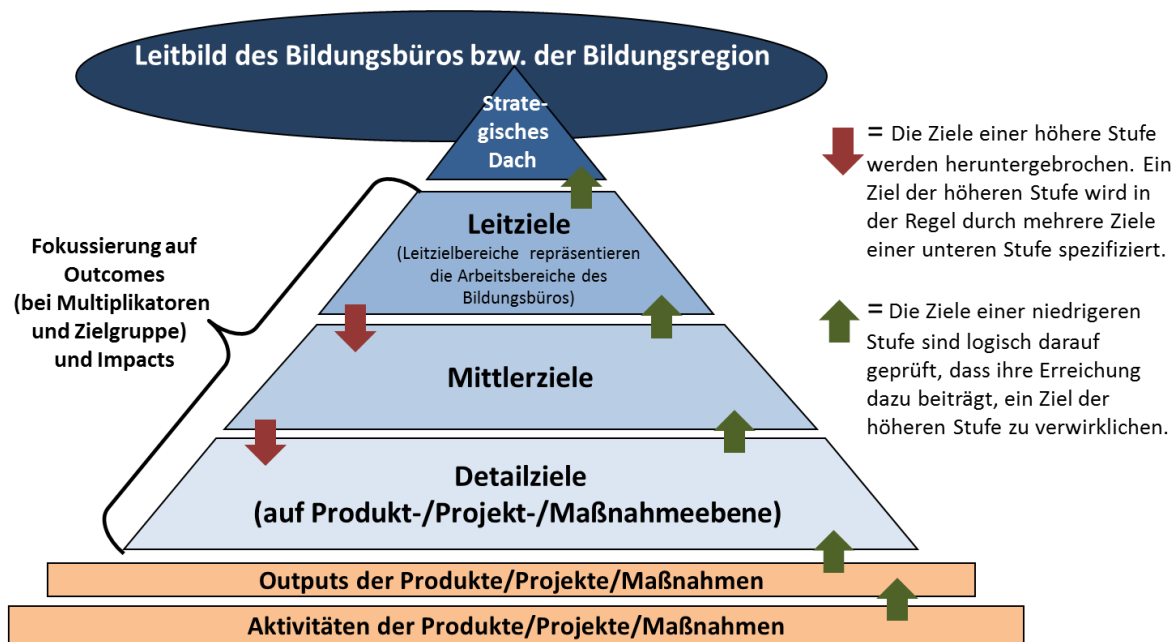 Leitbild des Bildungsbüros bzw. der Bildungsregion
Strate-
gisches
Dach
Leitziele
(Leitzielbereiche repräsentieren
die Arbeitsbereiche des
Bildungsbüros)
Mittlerziele
Detailziele
(auf Produkt-/Projekt-/Maßnahmeebene)
Outputs der Produkte/Projekte/Maßnahmen
Aktivitäten der Produkte/Projekte/Maßnahmen
Fokussierung auf
Outcomes
(bei Multiplikatoren
und Zielgruppe)
und Impacts
= Die Ziele einer höhere Stufe
werden heruntergebrochen. Ein
Ziel der höheren Stufe wird in
der Regel durch mehrere Ziele
einer unteren Stufe spezifiziert.
= Die Ziele einer niedrigeren
Stufe sind logisch darauf
geprüft, dass ihre Erreichung
dazu beiträgt, ein Ziel der
höheren Stufe zu verwirklichen.